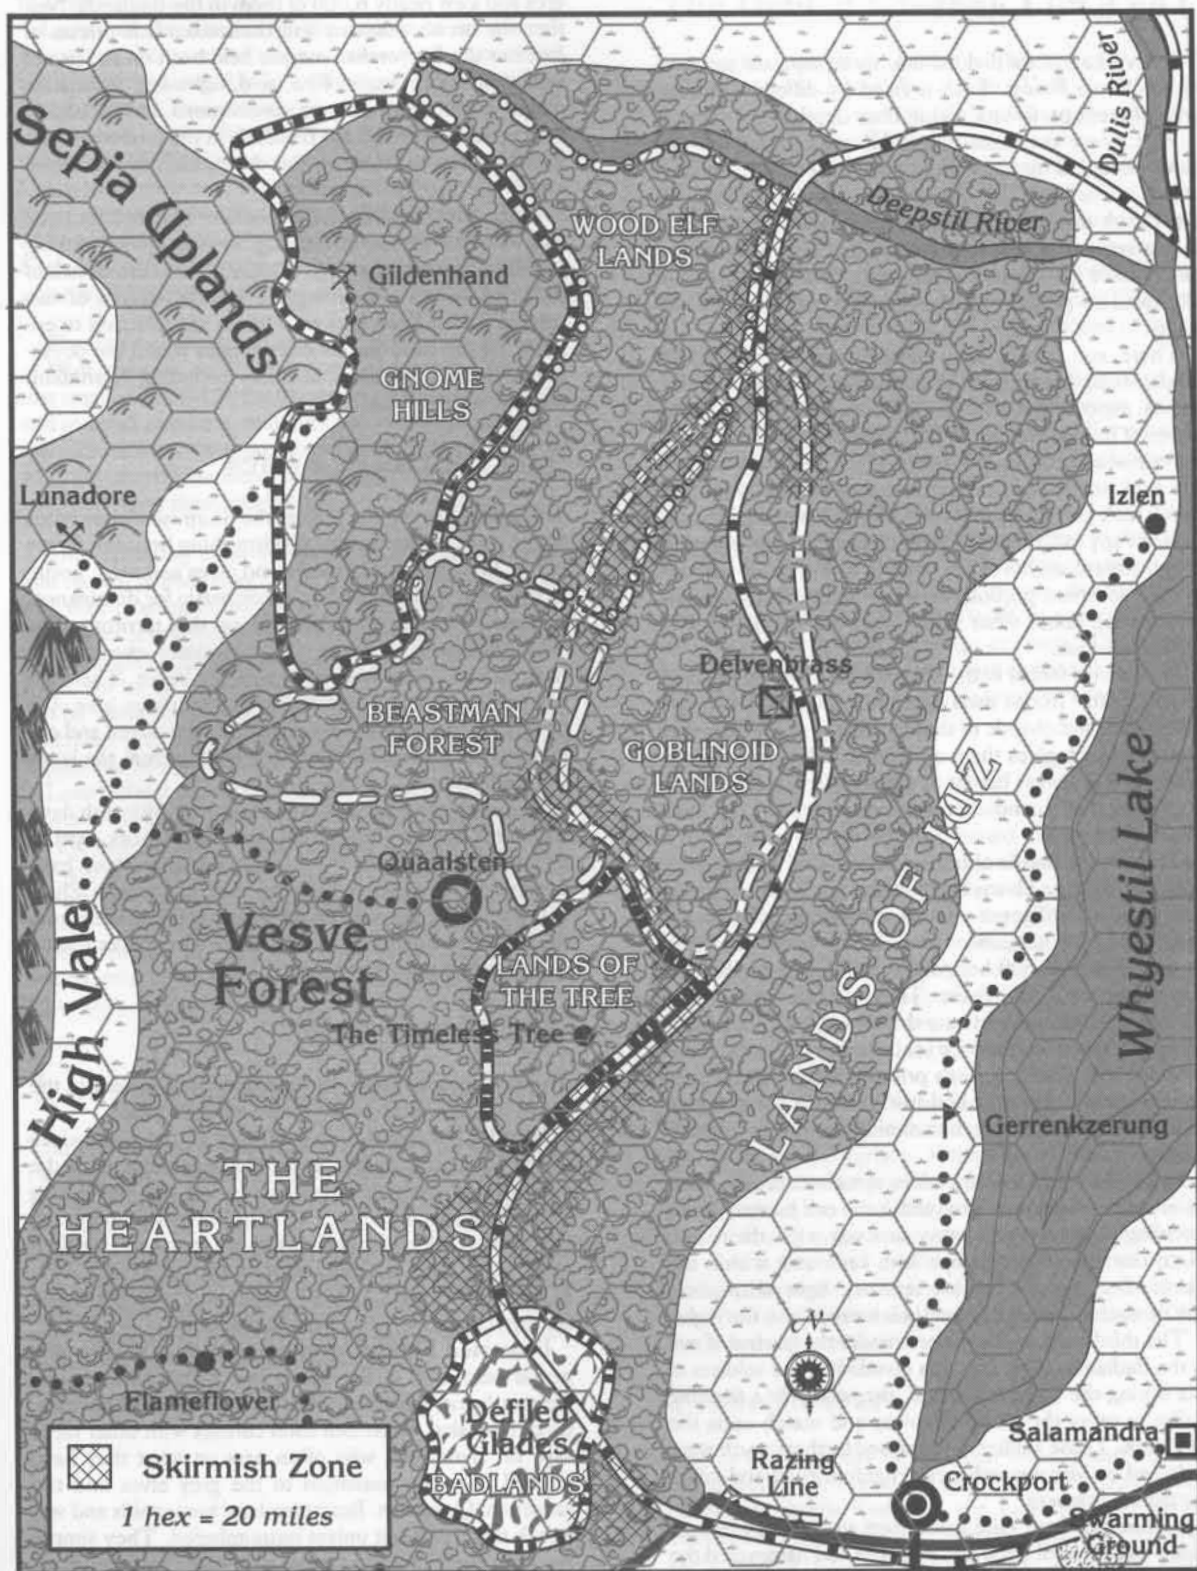 Dulis River
Sepia Uplands
WOOD ELF
LANDS
Deepstil River
Gildenhand
GNOME
HILLS
Lunadore
Izlen
Delvenbrass
BEASTMAN
FOREST
GOBLINOID
LANDS
LANDS OF IUZ
Whyestil Lake
Quaalsten
Vesve
Forest
High Vale
LANDS OF
THE TREE
The Timeless Tree
Gerrenkzerung
THE
HEARTLANDS
N
Flameflower
Defiled
Glades
BADLANDS
Razing
Line
Salamandra
Crockport
Swarming
Ground
Skirmish Zone
1 hex = 20 miles